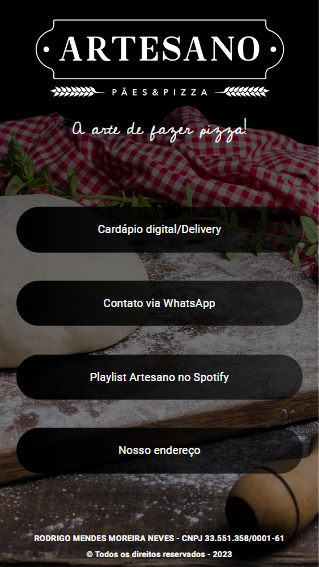 ARTESANO
PÃES&PIZZA
A arte de fazer pizza!
Cardápio digital/Delivery
Contato via WhatsApp
Playlist Artesano no Spotify
Nosso endereço
RODRIGO MENDES MOREIRA NEVES - CNPJ 33.551.358/0001-61
© Todos os direitos reservados - 2023